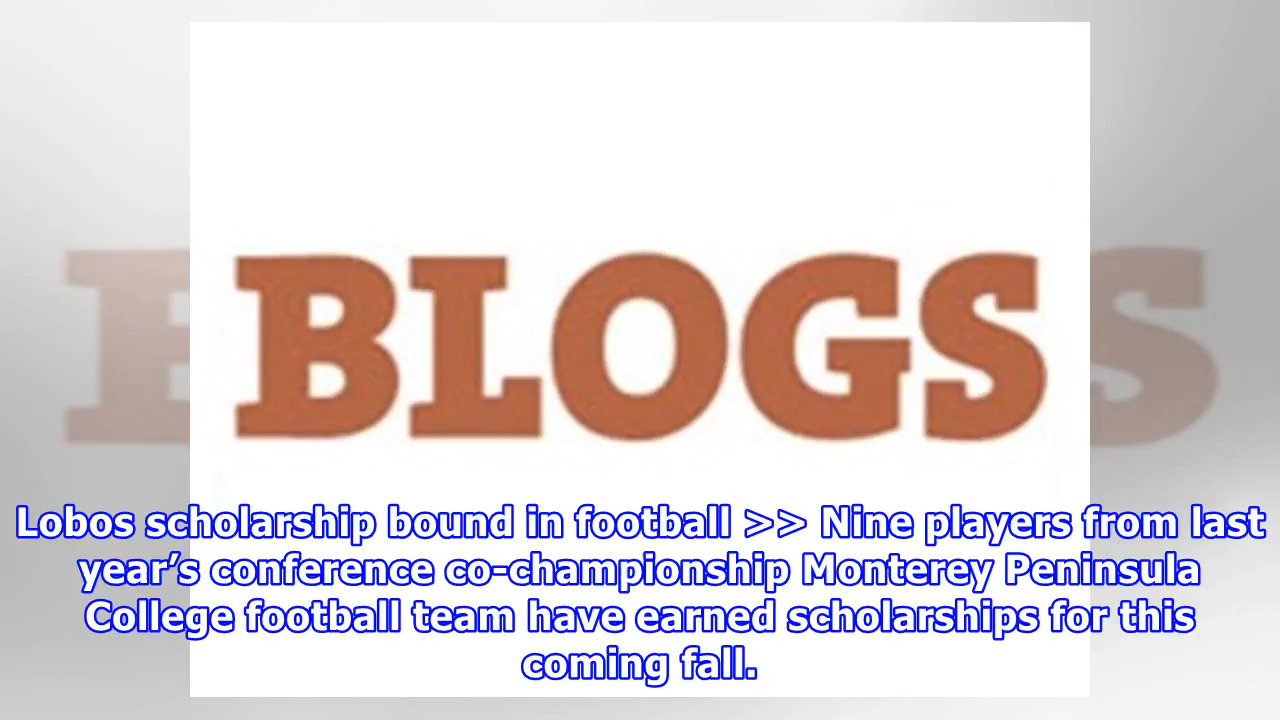 BLOGS
Lobos scholarship bound in football >> Nine players from last
year’s conference co-championship Monterey Peninsula
College football team have earned scholarships for this
coming fall.